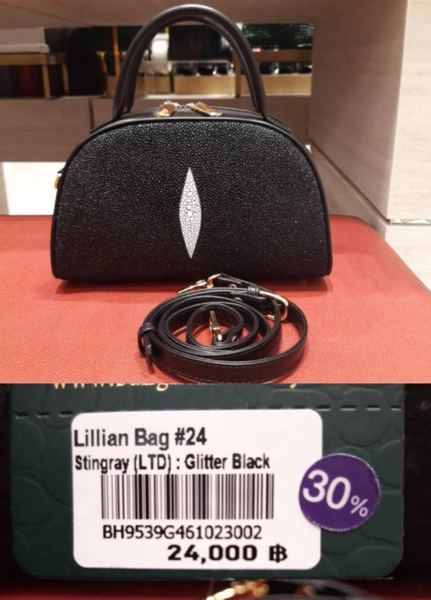 Lillian Bag #24
Stingray (LTD) : Glitter Black
30%
BH9539G461023002
24,000 ฿